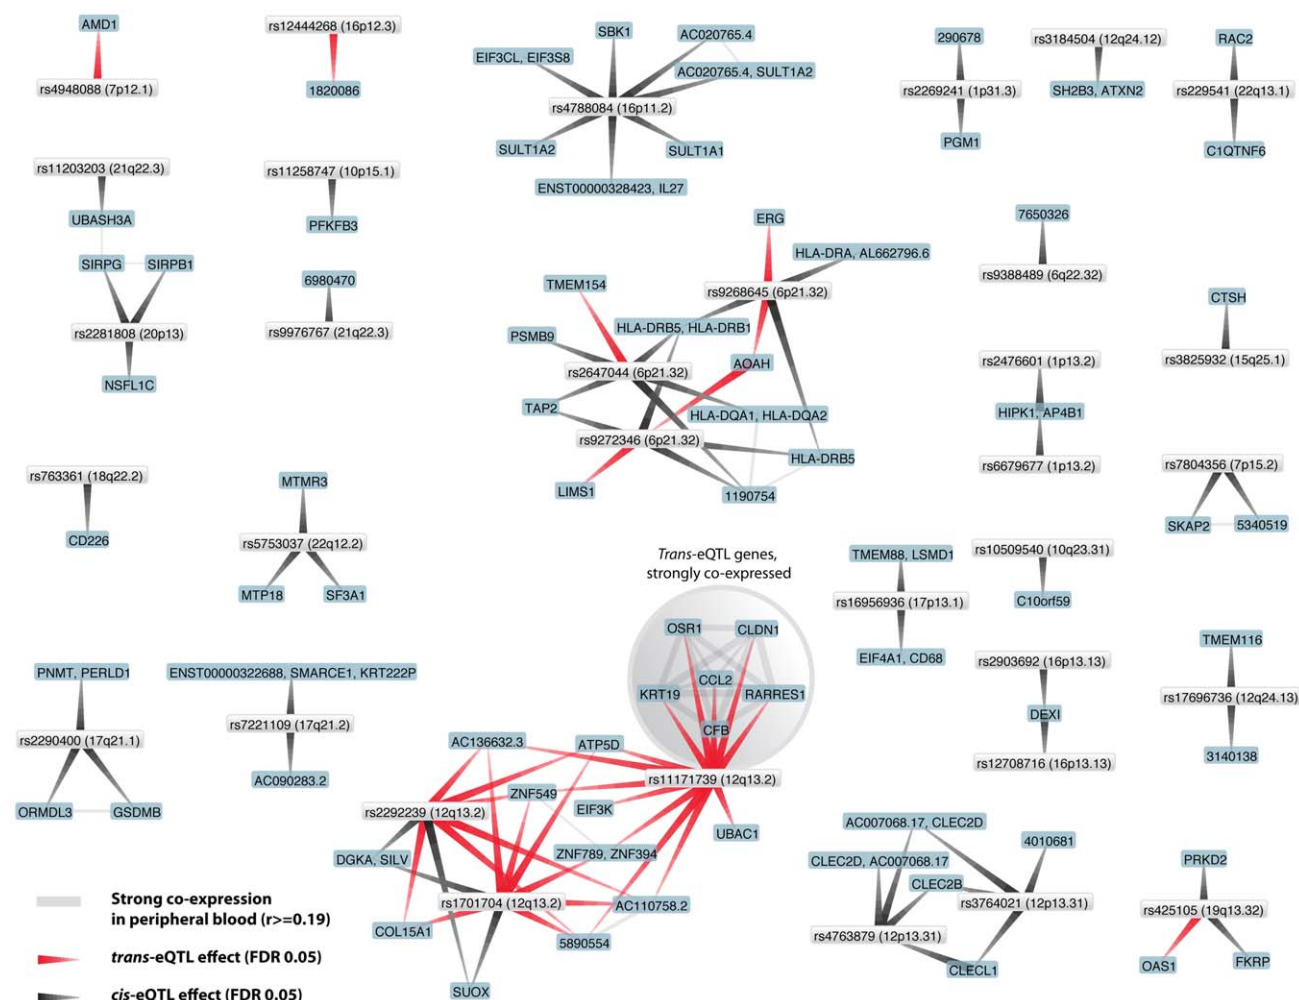 AMD1
rs4948088 (7p12.1)
rs12444268 (16p12.3)
1820086
SBK1
AC020765.4
EIF3CL, EIF3S8
AC020765.4, SULT1A2
rs4788084 (16p11.2)
SULT1A2
SULT1A1
ENST00000328423, IL27
290678
rs2269241 (1p31.3)
PGM1
rs3184504 (12q24.12)
SH2B3, ATXN2
RAC2
rs229541 (22q13.1)
C1QTNF6
rs11203203 (21q22.3)
UBASH3A
SIRPG
SIRPB1
rs2281808 (20p13)
NSFL1C
rs11258747 (10p15.1)
PFKFB3
6980470
rs9976767 (21q22.3)
ERG
HLA-DRA, AL662796.6
TMEM154
rs9268645 (6p21.32)
PSMB9
HLA-DRB5, HLA-DRB1
AOAH
rs2647044 (6p21.32)
TAP2
HLA-DQA1, HLA-DQA2
rs9272346 (6p21.32)
HLA-DRB5
LIMS1
1190754
7650326
rs9388489 (6q22.32)
CTSH
rs3825932 (15q25.1)
rs2476601 (1p13.2)
HIPK1, AP4B1
rs6679677 (1p13.2)
rs7804356 (7p15.2)
SKAP2
5340519
rs763361 (18q22.2)
CD226
MTMR3
rs5753037 (22q12.2)
MTP18
SF3A1
Trans-eQTL genes,
strongly co-expressed
OSR1
CLDN1
CCL2
KRT19
RARRES1
CFB
rs11171739 (12q13.2)
TMEM88, LSMD1
rs16956936 (17p13.1)
EIF4A1, CD68
rs10509540 (10q23.31)
C10orf59
rs2903692 (16p13.13)
DEXI
rs12708716 (16p13.13)
TMEM116
rs17696736 (12q24.13)
3140138
PNMT, PERLD1
rs2290400 (17q21.1)
ORMDL3
GSDMB
ENST00000322688, SMARCE1, KRT222P
rs7221109 (17q21.2)
AC090283.2
AC136632.3
ATP5D
ZNF549
EIF3K
UBAC1
rs2292239 (12q13.2)
DGKA, SILV
ZNF789, ZNF394
rs1701704 (12q13.2)
AC110758.2
COL15A1
5890554
SUOX
AC007068.17, CLEC2D
4010681
CLEC2D, AC007068.17
CLEC2B
rs3764021 (12p13.31)
rs4763879 (12p13.31)
CLECL1
PRKD2
rs425105 (19q13.32)
OAS1
FKRP
Strong co-expression
in peripheral blood (r>=0.19)
trans-eQTL effect (FDR 0.05)
cis-eQTL effect (FDR 0.05)